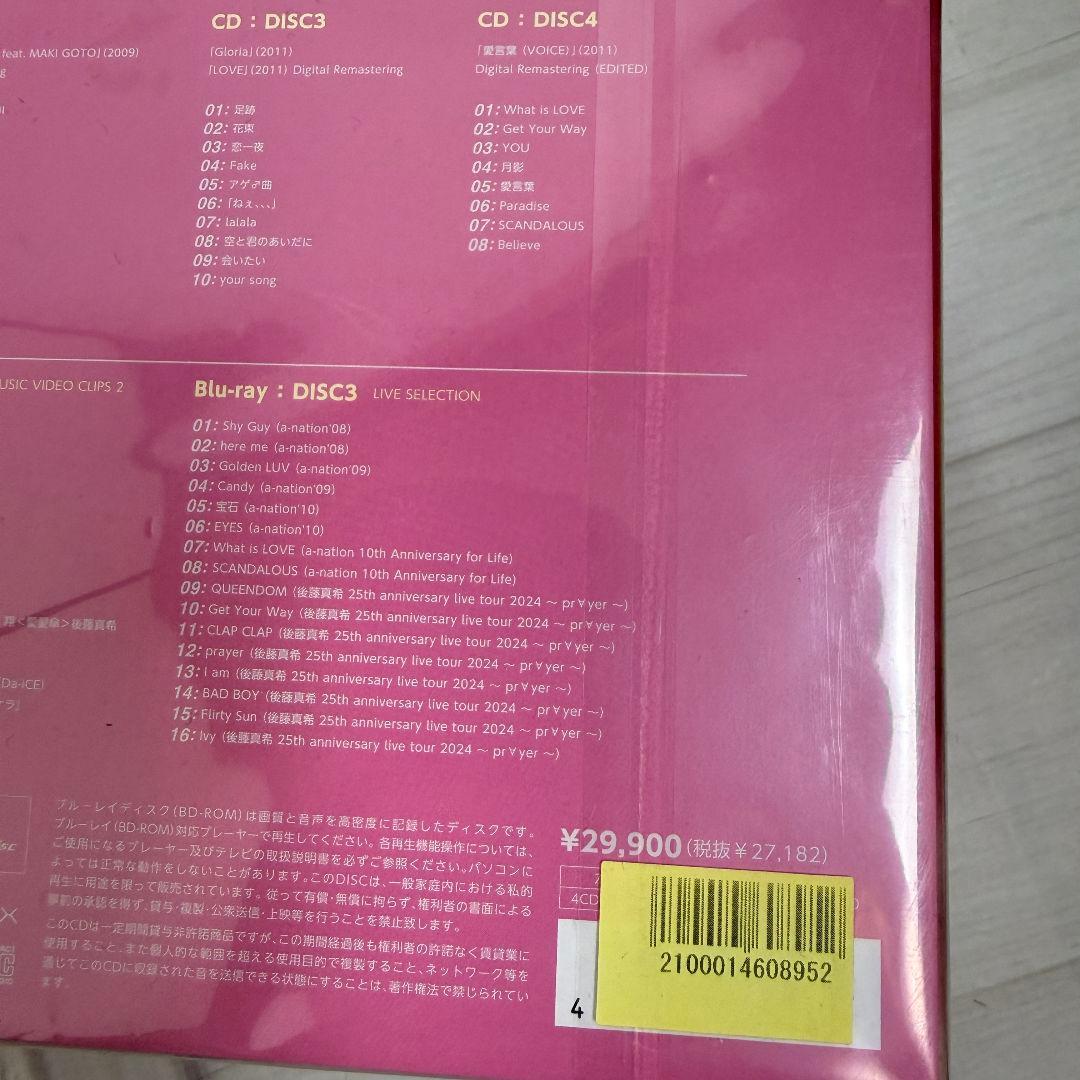 feat. MAKI GOTO」(2009)
CD : DISC3
「Gloria」(2011)
「LOVE」(2011) Digital Remastering
01: 足跡
02: 花束
03: 恋一夜
04: Fake
05: アゲ♂曲
06: 「ねぇ、、、」
07: lalala
08: 空と君のあいだに
09: 会いたい
10: your song
CD : DISC4
「愛言葉 (VOICE)」(2011)
Digital Remastering (EDITED)
01: What is LOVE
02: Get Your Way
03: YOU
04: 月影
05: 愛言葉
06: Paradise
07: SCANDALOUS
08: Believe
USIC VIDEO CLIPS 2
翔<愛愛傘>後藤真希
(Da-iCE)
Blu-ray : DISC3 LIVE SELECTION
01: Shy Guy (a-nation'08)
02: here me (a-nation'08)
03: Golden LUV (a-nation'09)
04: Candy (a-nation'09)
05: 宝石 (a-nation'10)
06: EYES (a-nation'10)
07: What is LOVE (a-nation 10th Anniversary for Life)
08: SCANDALOUS (a-nation 10th Anniversary for Life)
09: QUEENDOM (後藤真希 25th anniversary live tour 2024 ~ pr∀yer ~)
10: Get Your Way (後藤真希 25th anniversary live tour 2024 ~ pr∀yer ~)
11: CLAP CLAP (後藤真希 25th anniversary live tour 2024 ~ pr∀yer ~)
12: prayer (後藤真希 25th anniversary live tour 2024 ~ pr∀yer ~)
13: I am (後藤真希 25th anniversary live tour 2024 ~ pr∀yer ~)
14: BAD BOY (後藤真希 25th anniversary live tour 2024 ~ pr∀yer ~)
15: Flirty Sun (後藤真希 25th anniversary live tour 2024 ~ pr∀yer ~)
16: Ivy (後藤真希 25th anniversary live tour 2024 ~ pr∀yer ~)
ブルーレイディスク(BD-ROM)は画質と音声を高密度に記録したディスクです。
ブルーレイ(BD-ROM)対応プレーヤーで再生してください。各再生機能操作については、
ご使用になるプレーヤー及びテレビの取扱説明書を必ずご参照ください。パソコンに
よっては正常な動作をしないことがあります。このDISCは、一般家庭内における私的
再生に用途を限って販売されています。従って有償・無償に拘らず、権利者の書面による
事前の承認を得ず、貸与・複製・公衆送信・上映等を行うことを禁止致します。
このCDは一定期間貸与非許諾商品ですが、この期間経過後も権利者の許諾なく賃貸業に
使用すること、また個人的な範囲を超える使用目的で複製すること、ネットワーク等を
通じてこのCDに収録された音を送信できる状態にすることは、著作権法で禁じられてい
ます。
¥29,900 (税抜¥27,182)
4CD
2100014608952
4